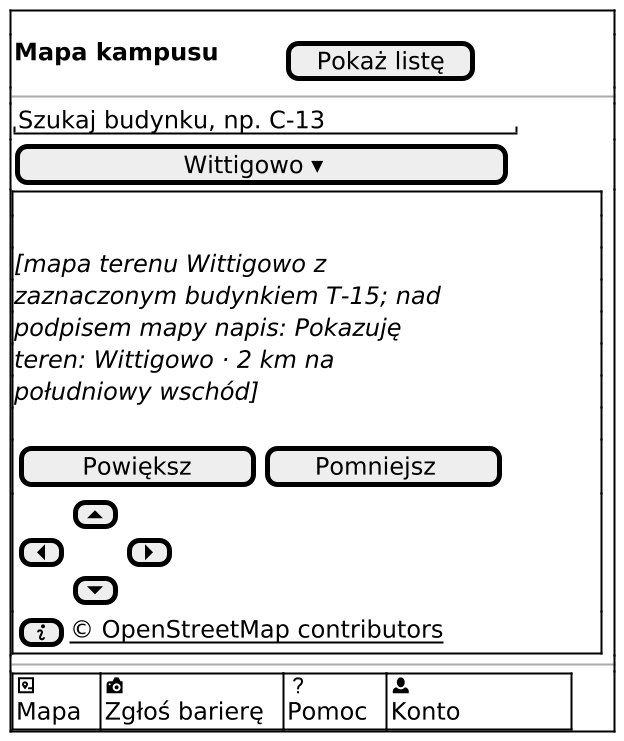 Mapa kampusu
Pokaż listę
Szukaj budynku, np. C-13
Wittigowo ▾
[mapa terenu Wittigowo z
zaznaczonym budynkiem T-15; nad
podpisem mapy napis: Pokazuję
teren: Wittigowo · 2 km na
południowy wschód]
Powiększ
Pomniejsz
i © OpenStreetMap contributors
?
Mapa
Zgłoś barierę
Pomoc
Konto